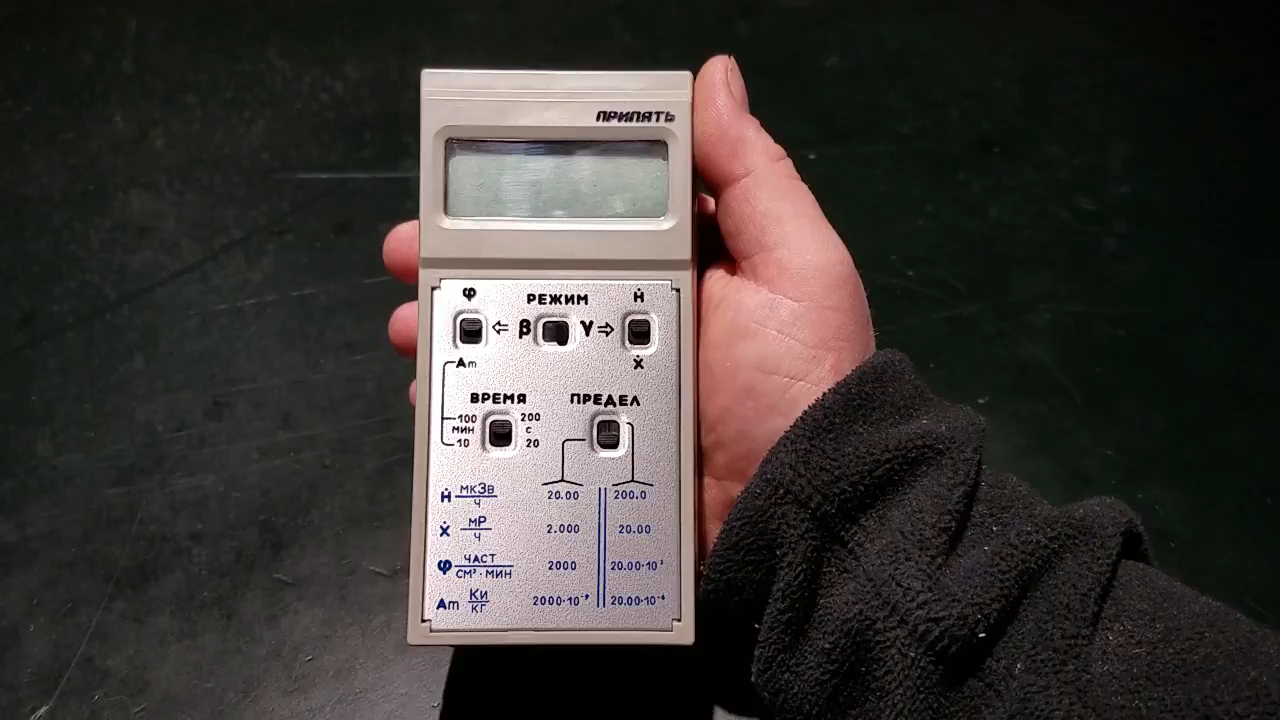 ПРИПЯТЬ
φ РЕЖИМ Ḣ
⇐ β γ ⇒
Am Ẋ
ВРЕМЯ ПРЕДЕЛ
100 200
МИН с
10 20
Ḣ мкЗв/ч 20.00 200.0
Ẋ мР/ч 2.000 20.00
φ ЧАСТ/СМ²·МИН 2000 20.00·10³
Am Ки/КГ 2000·10⁻⁹ 20.00·10⁻⁶